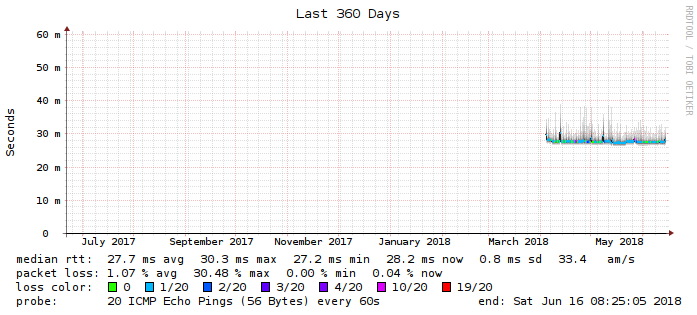 Last 360 Days
RRDTOOL / TOBI OETIKER
Seconds
60 m
50 m
40 m
30 m
20 m
10 m
0
July 2017 September 2017 November 2017 January 2018 March 2018 May 2018
median rtt: 27.7 ms avg 30.3 ms max 27.2 ms min 28.2 ms now 0.8 ms sd 33.4 am/s
packet loss: 1.07 % avg 30.48 % max 0.00 % min 0.04 % now
loss color: 0 1/20 2/20 3/20 4/20 10/20 19/20
probe: 20 ICMP Echo Pings (56 Bytes) every 60s end: Sat Jun 16 08:25:05 2018